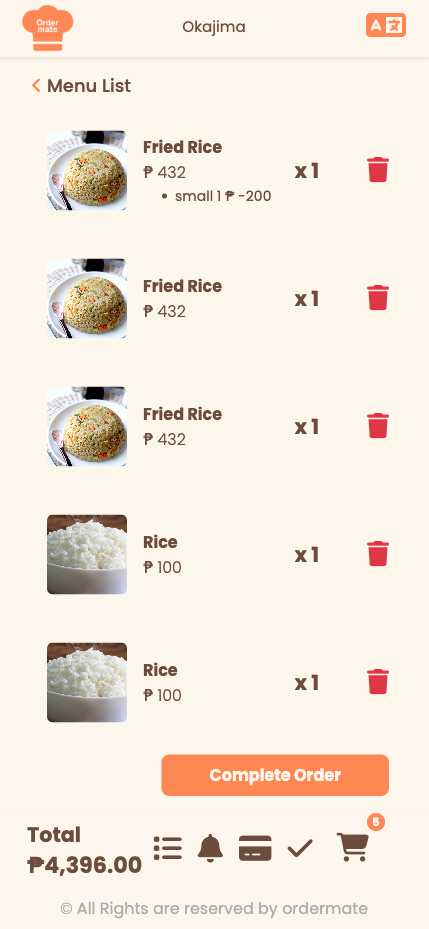 Order
mate
Okajima
A 文
Menu List
Fried Rice
₱ 432
• small 1 ₱ -200
x 1
Fried Rice
₱ 432
x 1
Fried Rice
₱ 432
x 1
Rice
₱ 100
x 1
Rice
₱ 100
x 1
Complete Order
Total
₱4,396.00
5
© All Rights are reserved by ordermate